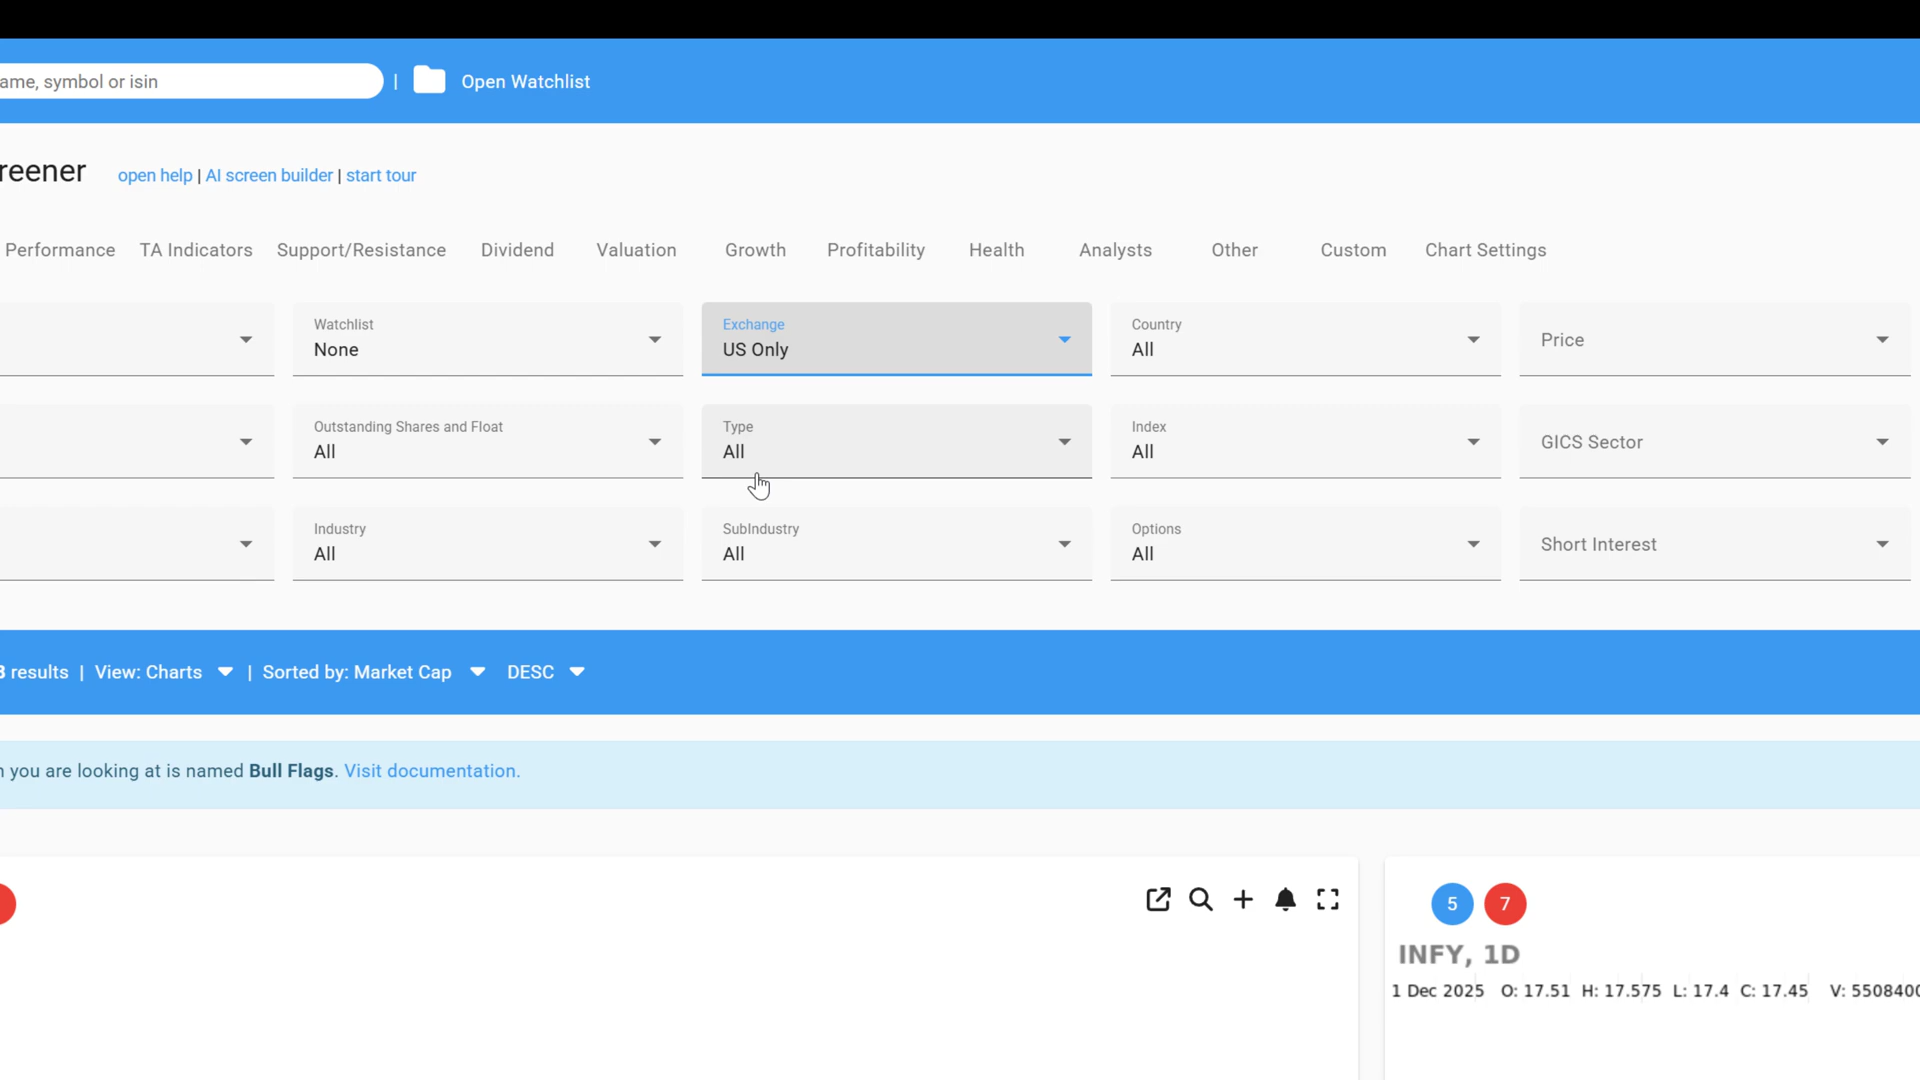 ame, symbol or isin | Open Watchlist
reener open help | AI screen builder | start tour
Performance TA Indicators Support/Resistance Dividend Valuation Growth Profitability Health Analysts Other Custom Chart Settings
Watchlist Exchange Country
None US Only All Price
Outstanding Shares and Float Type Index
All All All GICS Sector
Industry SubIndustry Options
All All All Short Interest
results | View: Charts | Sorted by: Market Cap DESC
you are looking at is named Bull Flags. Visit documentation.
5 7
INFY, 1D
1 Dec 2025 O: 17.51 H: 17.575 L: 17.4 C: 17.45 V: 550840